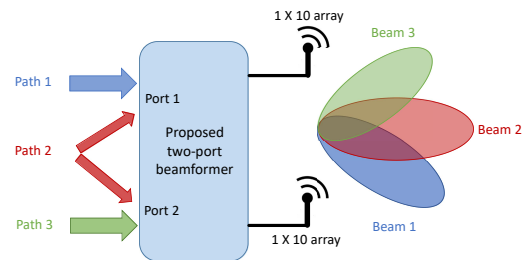 1 X 10 array
Beam 3
Path 1
Port 1
Path 2
Proposed
two-port
beamformer
Beam 2
Port 2
Path 3
Beam 1
1 X 10 array